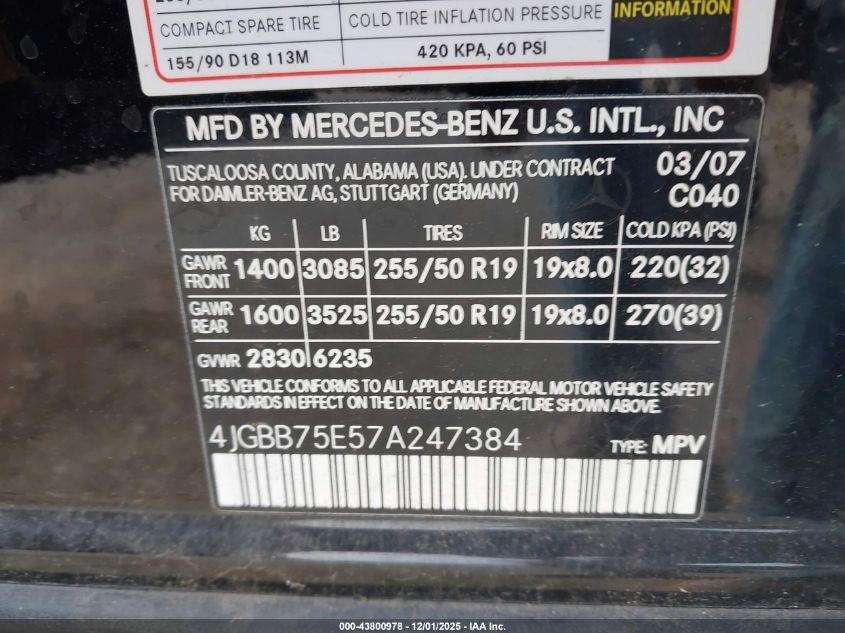 COMPACT SPARE TIRE COLD TIRE INFLATION PRESSURE INFORMATION
155/90 D18 113M 420 KPA, 60 PSI
MFD BY MERCEDES-BENZ U.S. INTL., INC
TUSCALOOSA COUNTY, ALABAMA (USA). UNDER CONTRACT 03/07
FOR DAIMLER-BENZ AG, STUTTGART (GERMANY) C040
KG LB TIRES RIM SIZE COLD KPA (PSI)
GAWR FRONT 1400 3085 255/50 R19 19x8.0 220(32)
GAWR REAR 1600 3525 255/50 R19 19x8.0 270(39)
GVWR 2830 6235
THIS VEHICLE CONFORMS TO ALL APPLICABLE FEDERAL MOTOR VEHICLE SAFETY
STANDARDS IN EFFECT ON THE DATE OF MANUFACTURE SHOWN ABOVE.
4JGBB75E57A247384 TYPE: MPV
000-43800978 - 12/01/2025 - IAA Inc.